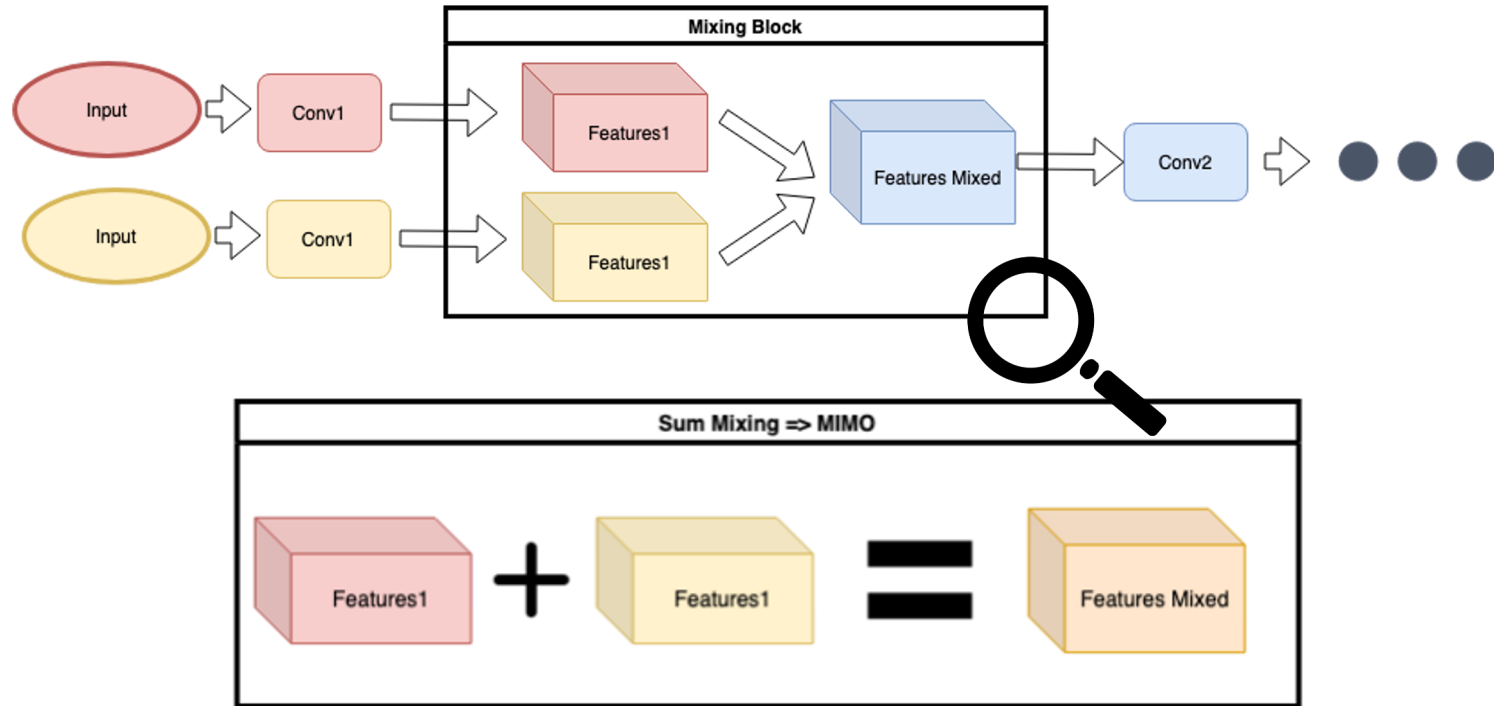 Mixing Block
Input
Conv1
Features1
Features Mixed
Conv2
Input
Conv1
Features1
Sum Mixing => MIMO
Features1
Features1
Features Mixed